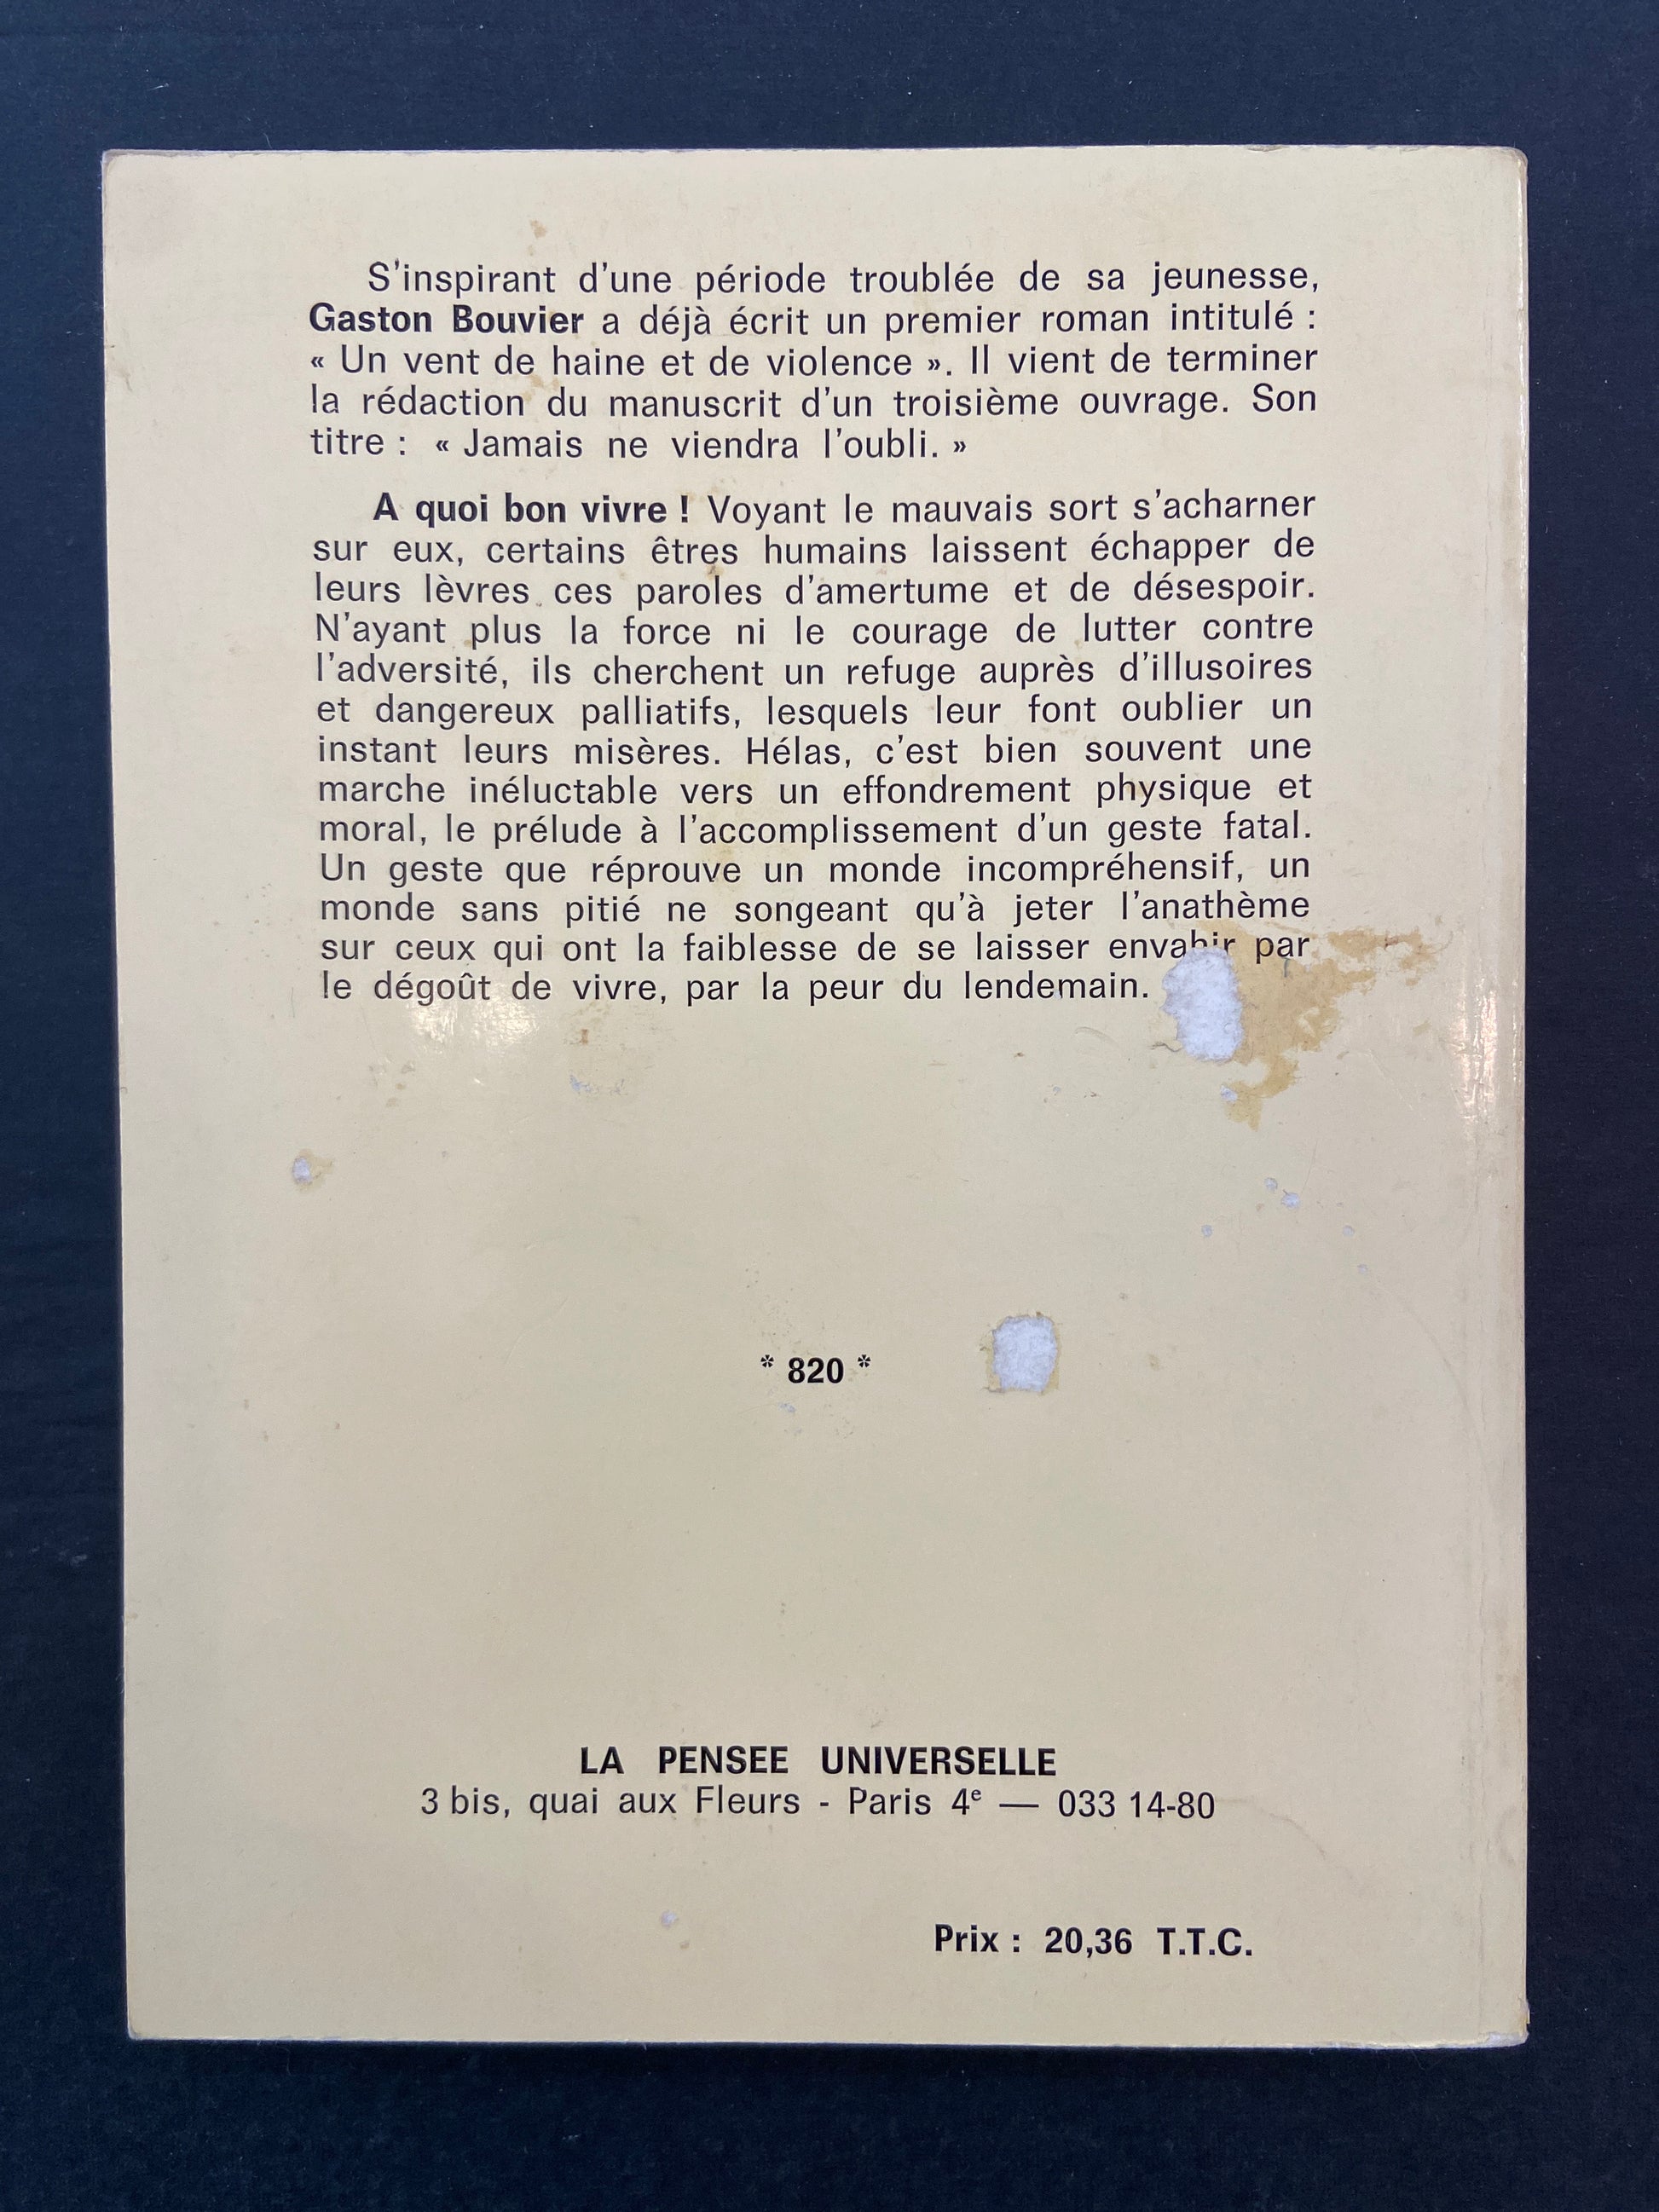 S'inspirant d'une période troublée de sa jeunesse,
Gaston Bouvier a déjà écrit un premier roman intitulé :
« Un vent de haine et de violence ». Il vient de terminer
la rédaction du manuscrit d'un troisième ouvrage. Son
titre : « Jamais ne viendra l'oubli. »
A quoi bon vivre ! Voyant le mauvais sort s'acharner
sur eux, certains êtres humains laissent échapper de
leurs lèvres ces paroles d'amertume et de désespoir.
N'ayant plus la force ni le courage de lutter contre
l'adversité, ils cherchent un refuge auprès d'illusoires
et dangereux palliatifs, lesquels leur font oublier un
instant leurs misères. Hélas, c'est bien souvent une
marche inéluctable vers un effondrement physique et
moral, le prélude à l'accomplissement d'un geste fatal.
Un geste que réprouve un monde incompréhensif, un
monde sans pitié ne songeant qu'à jeter l'anathème
sur ceux qui ont la faiblesse de se laisser envahir par
le dégoût de vivre, par la peur du lendemain.
* 820 *
LA PENSEE UNIVERSELLE
3 bis, quai aux Fleurs - Paris 4e — 033 14-80
Prix : 20,36 T.T.C.